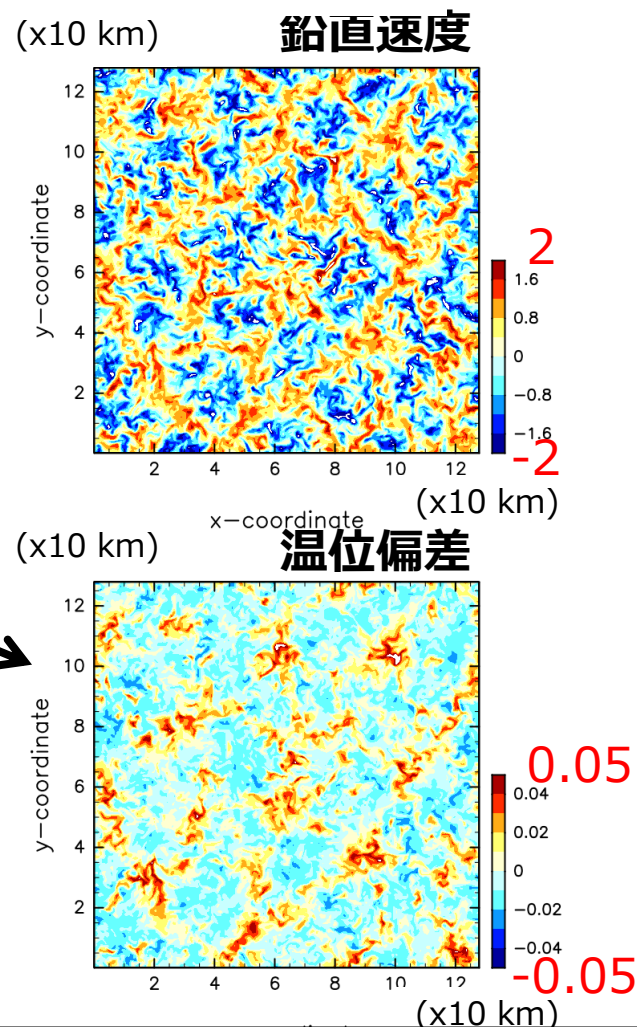 (x10 km) 鉛直速度
12
10
8
6
4
2
y-coordinate
2 4 6 8 10 12
2
1.6
0.8
0
-0.8
-1.6
-2
(x10 km)
x-coordinate
(x10 km) 温位偏差
12
10
8
6
4
2
y-coordinate
2 4 6 8 10 12
0.05
0.04
0.02
0
-0.02
-0.04
-0.05
(x10 km)